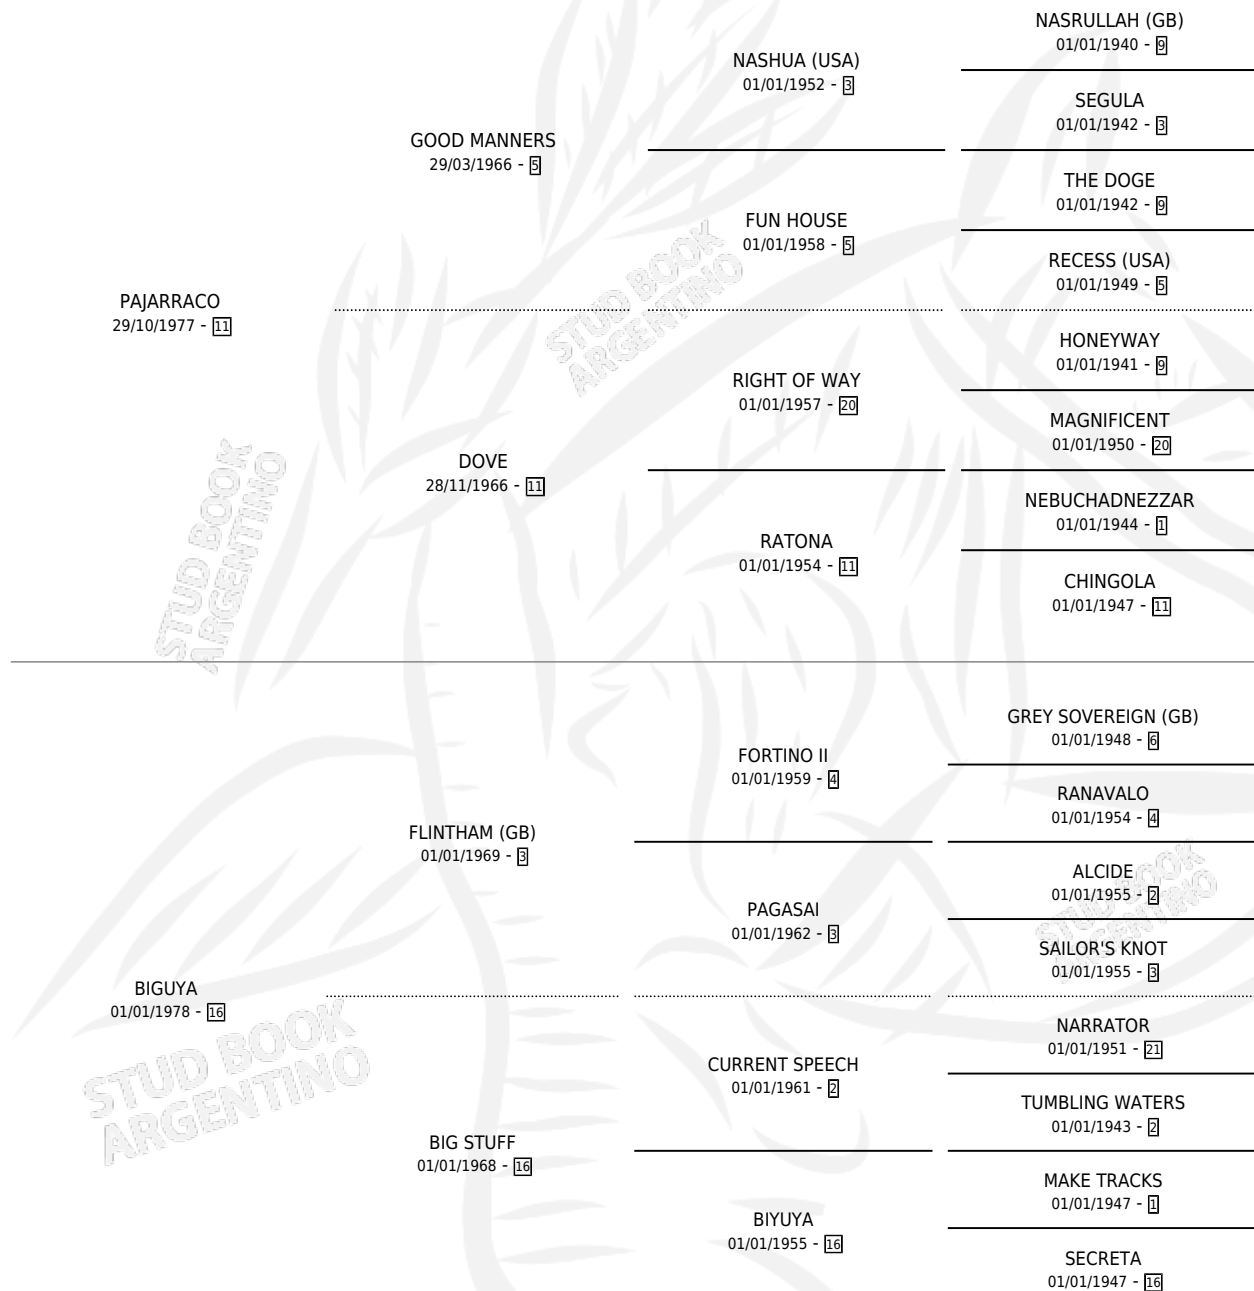 NASRULLAH (GB)
01/01/1940 - 9
NASHUA (USA)
01/01/1952 - 3
SEGULA
01/01/1942 - 3
GOOD MANNERS
29/03/1966 - 5
THE DOGE
01/01/1942 - 9
FUN HOUSE
01/01/1958 - 5
RECESS (USA)
01/01/1949 - 5
PAJARRACO
29/10/1977 - 11
HONEYWAY
01/01/1941 - 9
RIGHT OF WAY
01/01/1957 - 20
MAGNIFICENT
01/01/1950 - 20
DOVE
28/11/1966 - 11
NEBUCHADNEZZAR
01/01/1944 - 1
RATONA
01/01/1954 - 11
CHINGOLA
01/01/1947 - 11
GREY SOVEREIGN (GB)
01/01/1948 - 6
FORTINO II
01/01/1959 - 4
RANAVALO
01/01/1954 - 4
FLINTHAM (GB)
01/01/1969 - 3
ALCIDE
01/01/1955 - 2
PAGASAI
01/01/1962 - 3
SAILOR'S KNOT
01/01/1955 - 3
BIGUYA
01/01/1978 - 16
NARRATOR
01/01/1951 - 21
CURRENT SPEECH
01/01/1961 - 2
TUMBLING WATERS
01/01/1943 - 2
BIG STUFF
01/01/1968 - 16
MAKE TRACKS
01/01/1947 - 1
BIYUYA
01/01/1955 - 16
SECRETA
01/01/1947 - 16
STUD BOOK
ARGENTINO
STUD BOOK
ARGENTINO
STUD BOOK
ARGENTINO
STUD BOOK
ARGENTINO